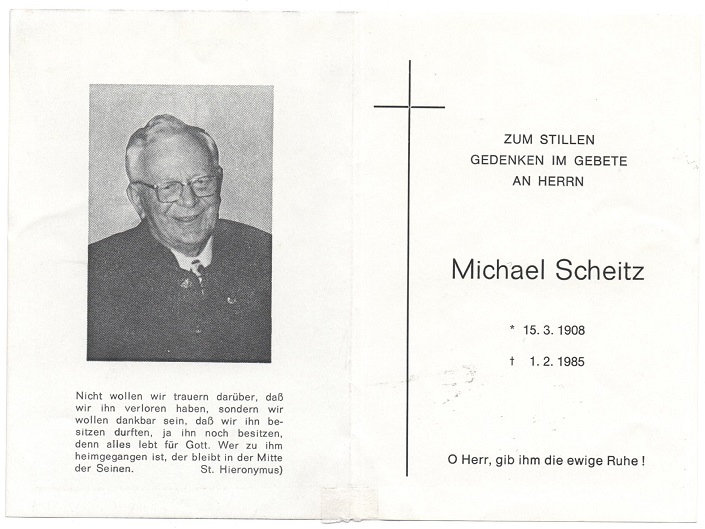 Nicht wollen wir trauern darüber, daß
wir ihn verloren haben, sondern wir
wollen dankbar sein, daß wir ihn be-
sitzen durften, ja ihn noch besitzen,
denn alles lebt für Gott. Wer zu ihm
heimgegangen ist, der bleibt in der Mitte
der Seinen. St. Hieronymus)
ZUM STILLEN
GEDENKEN IM GEBETE
AN HERRN
Michael Scheitz
* 15. 3. 1908
† 1. 2. 1985
O Herr, gib ihm die ewige Ruhe !